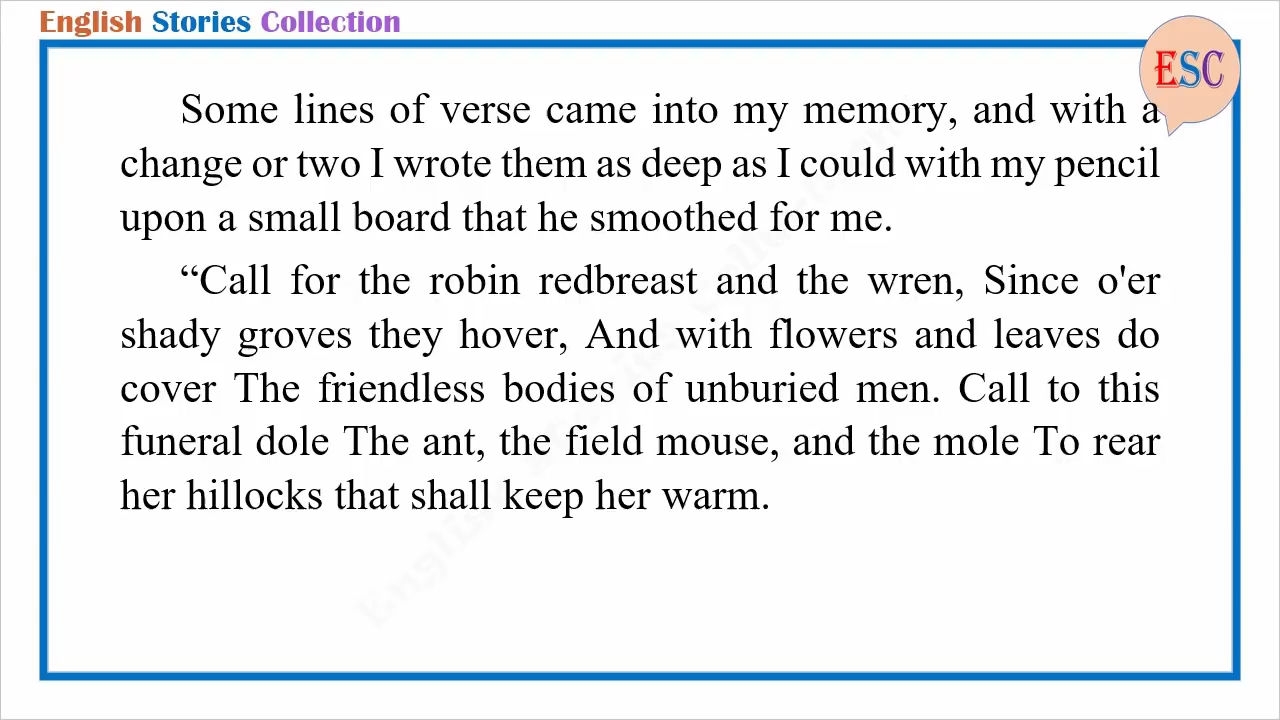 English Stories Collection
ESC
Some lines of verse came into my memory, and with a
change or two I wrote them as deep as I could with my pencil
upon a small board that he smoothed for me.
“Call for the robin redbreast and the wren, Since o'er
shady groves they hover, And with flowers and leaves do
cover The friendless bodies of unburied men. Call to this
funeral dole The ant, the field mouse, and the mole To rear
her hillocks that shall keep her warm.
English Stories Collection